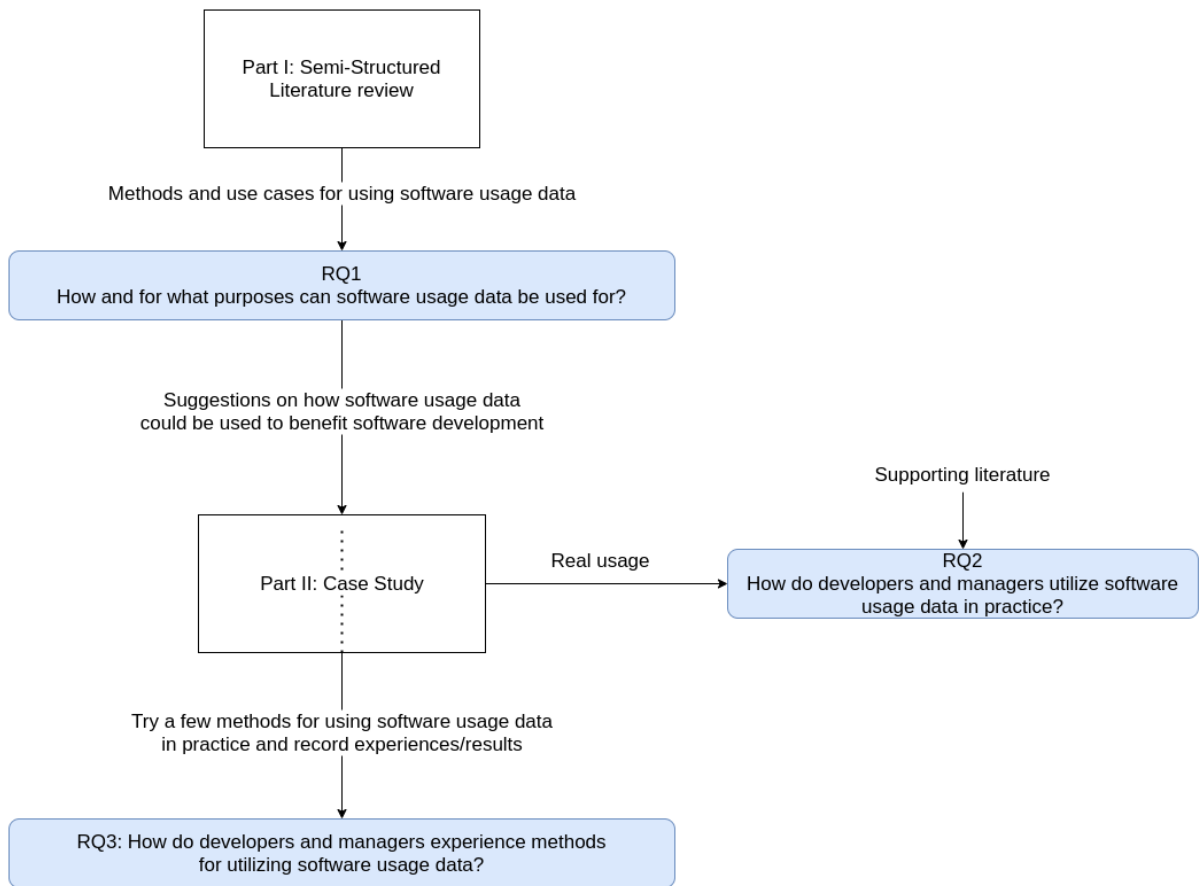 Part I: Semi-Structured
Literature review
Methods and use cases for using software usage data
RQ1
How and for what purposes can software usage data be used for?
Suggestions on how software usage data
could be used to benefit software development
Supporting literature
Part II: Case Study
Real usage
RQ2
How do developers and managers utilize software
usage data in practice?
Try a few methods for using software usage data
in practice and record experiences/results
RQ3: How do developers and managers experience methods
for utilizing software usage data?